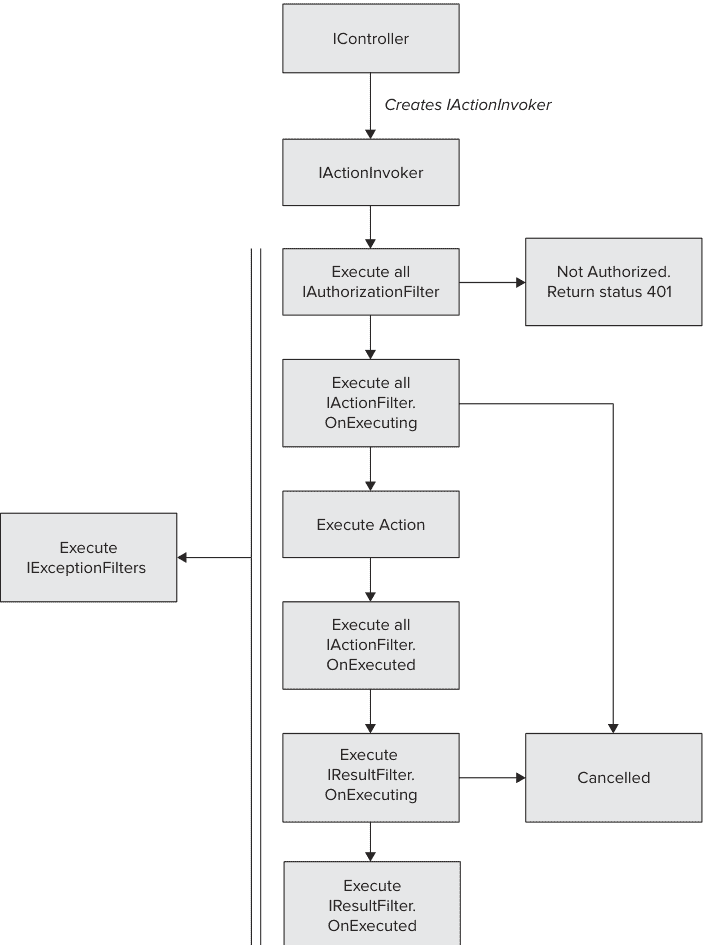 IController
Creates IActionInvoker
IActionInvoker
Execute all
IAuthorizationFilter
Not Authorized.
Return status 401
Execute all
IActionFilter.
OnExecuting
Execute Action
Execute
IExceptionFilters
Execute all
IActionFilter.
OnExecuted
Execute
IResultFilter.
OnExecuting
Cancelled
Execute
IResultFilter.
OnExecuted